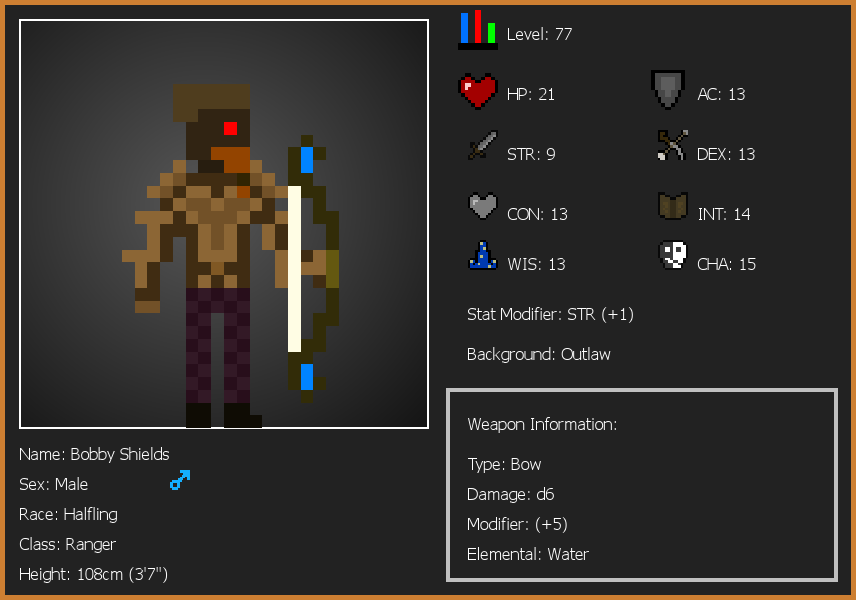 Level: 77
HP: 21
AC: 13
STR: 9
DEX: 13
CON: 13
INT: 14
WIS: 13
CHA: 15
Stat Modifier: STR (+1)
Background: Outlaw
Weapon Information:
Type: Bow
Damage: d6
Modifier: (+5)
Elemental: Water
Name: Bobby Shields
Sex: Male
Race: Halfling
Class: Ranger
Height: 108cm (3'7")